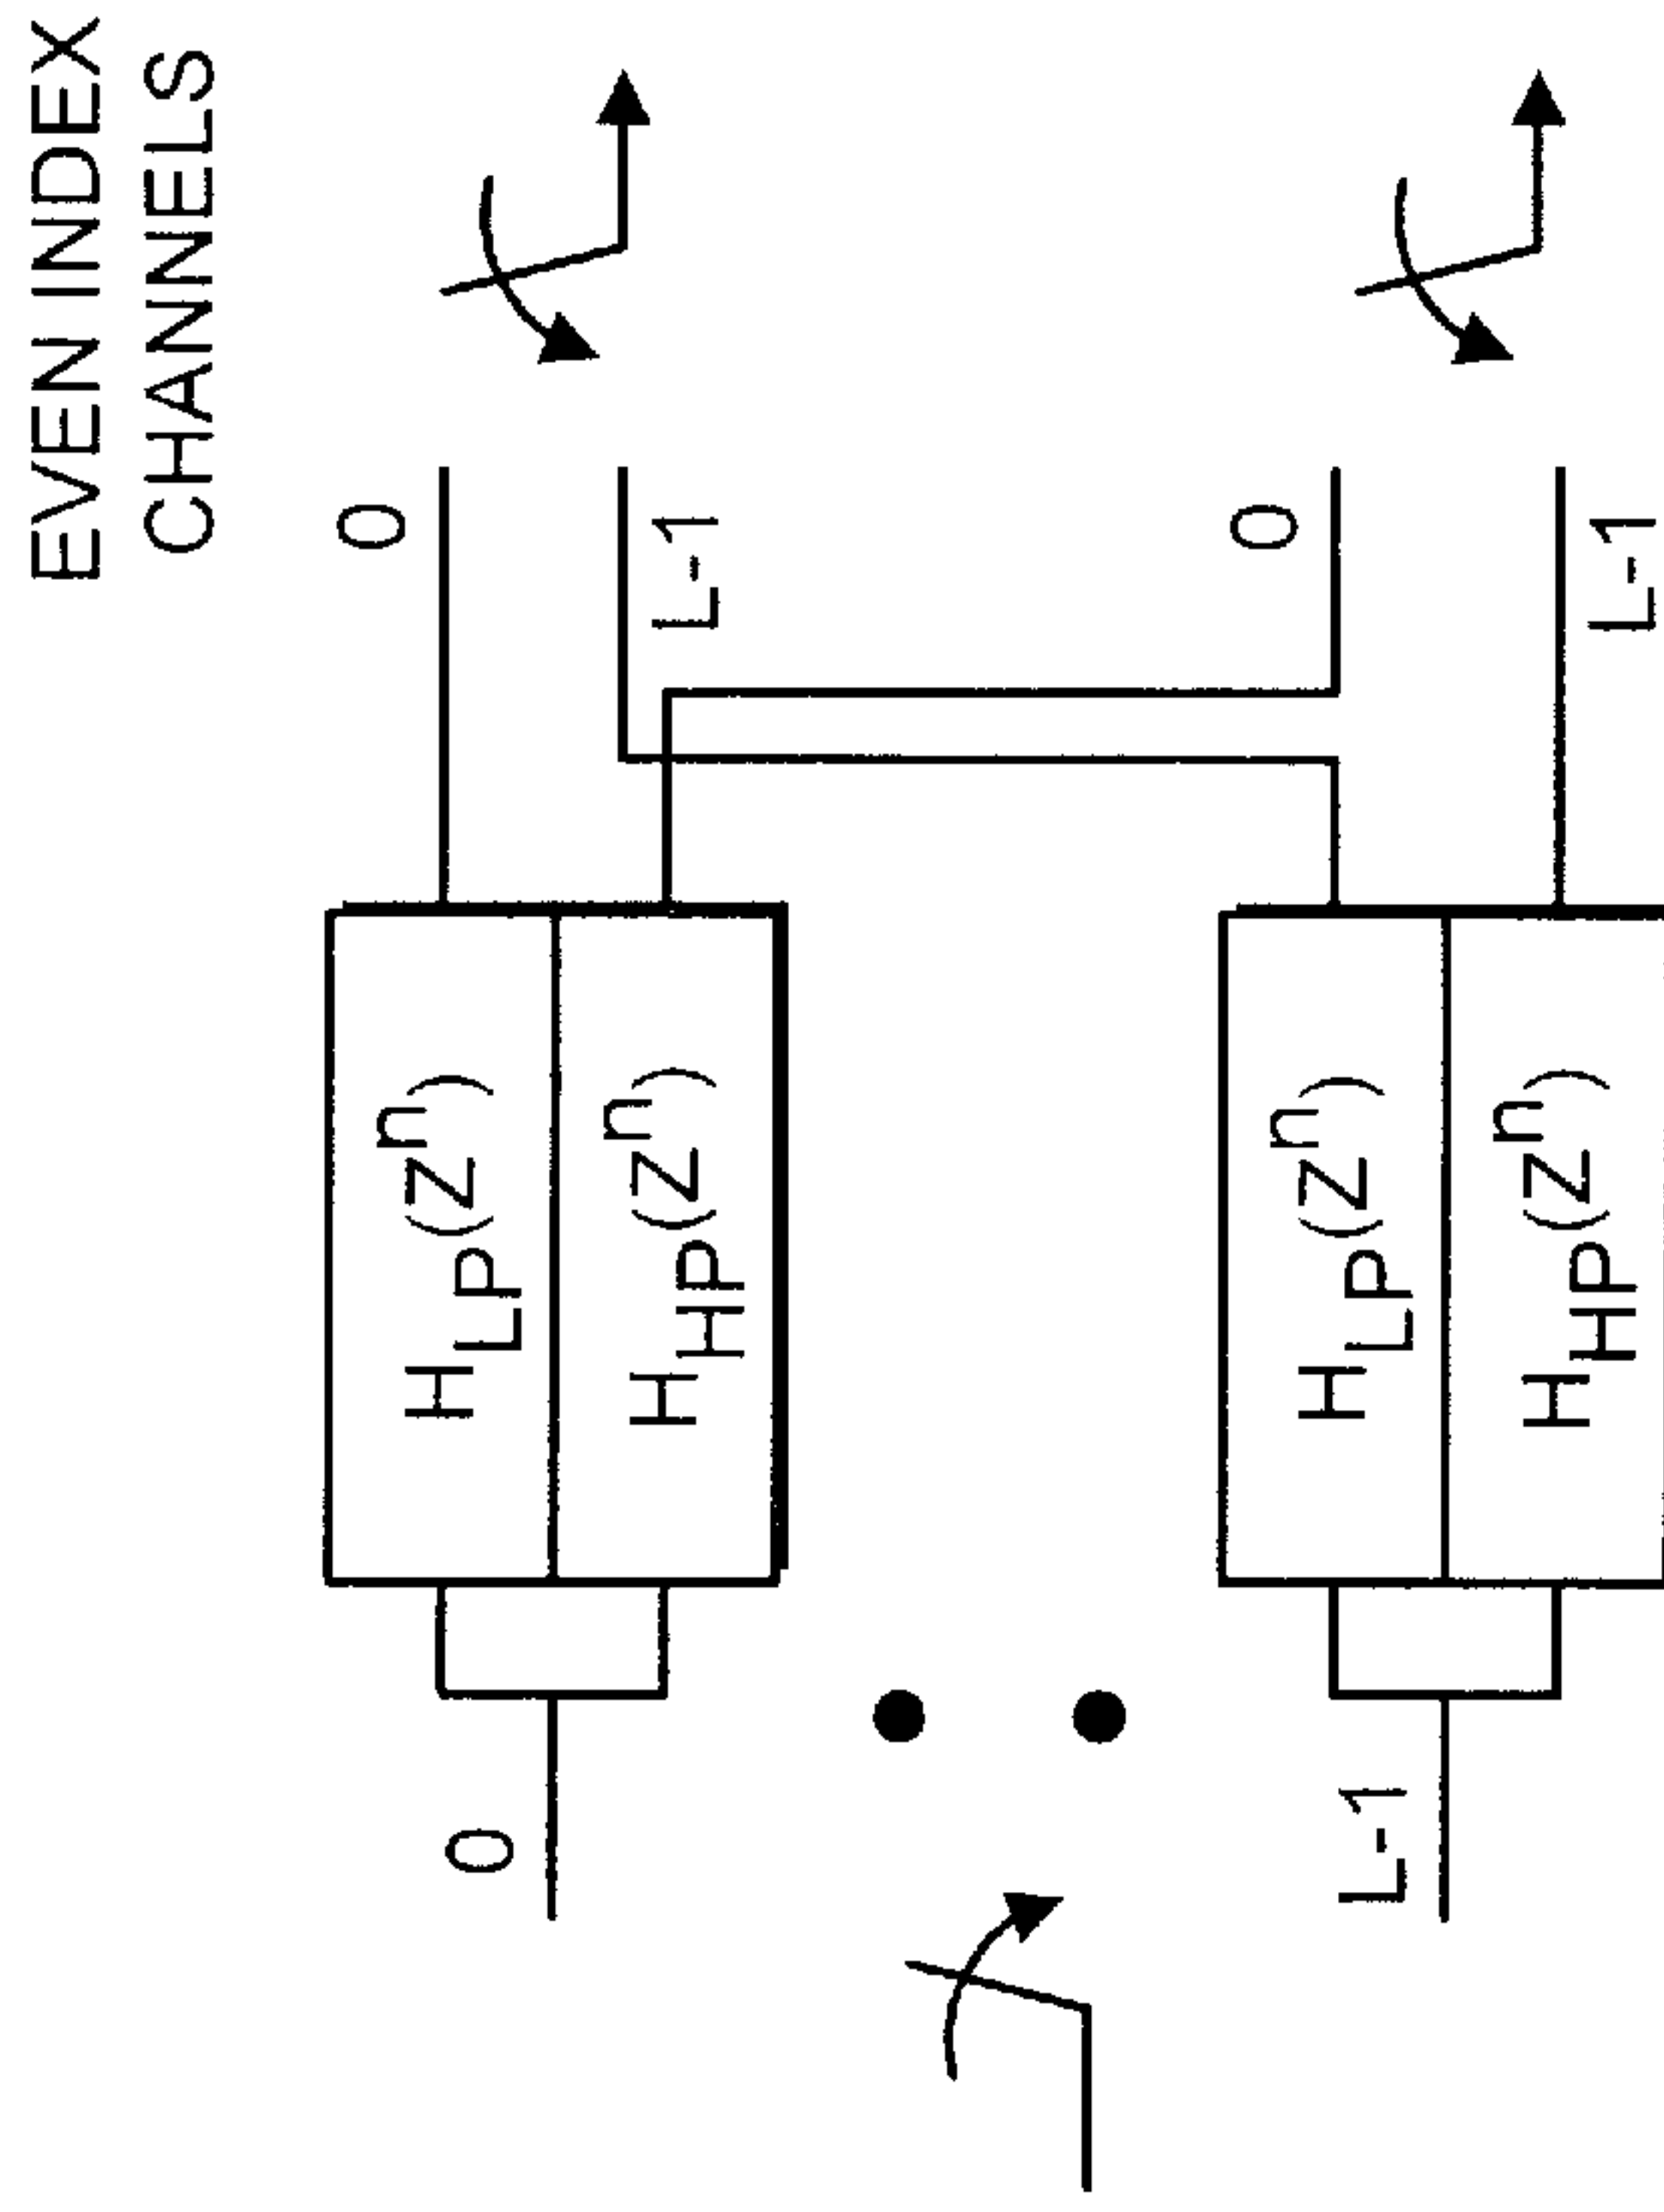 EVEN INDEX
CHANNELS
0
H_LP(Z^n)
0
H_HP(Z^n)
L-1
L-1
H_LP(Z^n)
0
H_HP(Z^n)
L-1